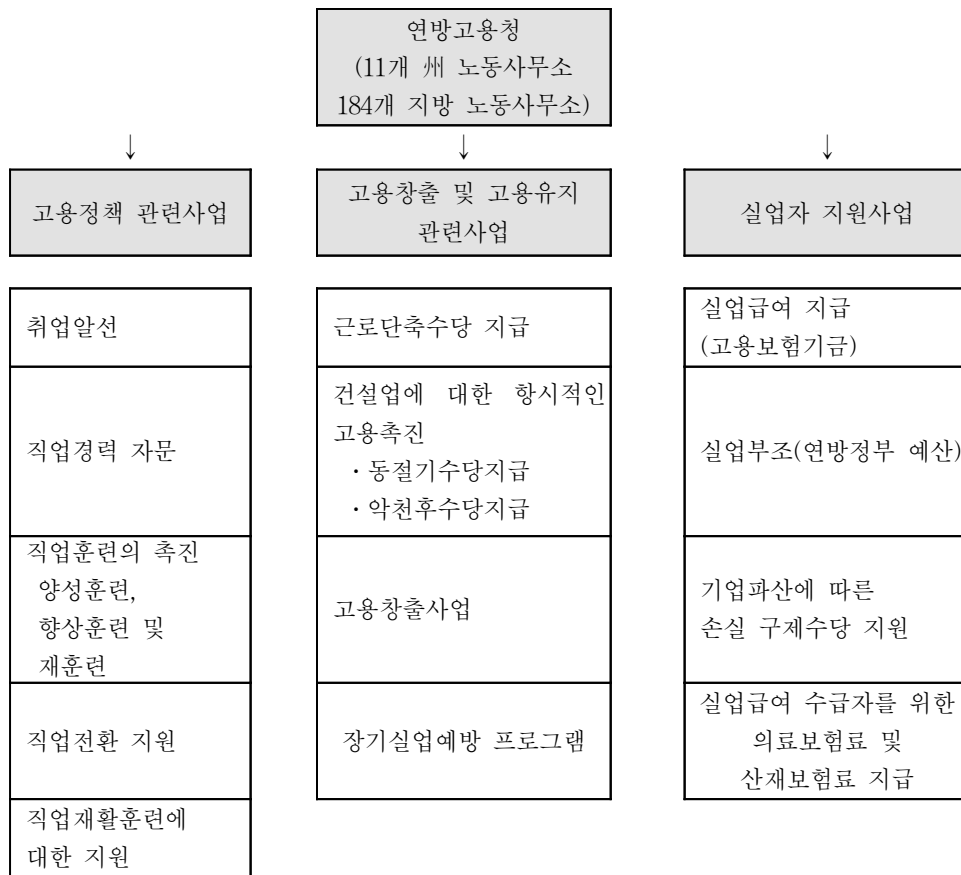 연방고용청
(11개 州 노동사무소
184개 지방 노동사무소)
↓
↓
↓
고용정책 관련사업
고용창출 및 고용유지
관련사업
실업자 지원사업
취업알선
직업경력 자문
직업훈련의 촉진
양성훈련,
향상훈련 및
재훈련
직업전환 지원
직업재활훈련에
대한 지원
근로단축수당 지급
건설업에 대한 항시적인
고용촉진
·동절기수당지급
·악천후수당지급
고용창출사업
장기실업예방 프로그램
실업급여 지급
(고용보험기금)
실업부조(연방정부 예산)
기업파산에 따른
손실 구제수당 지원
실업급여 수급자를 위한
의료보험료 및
산재보험료 지급